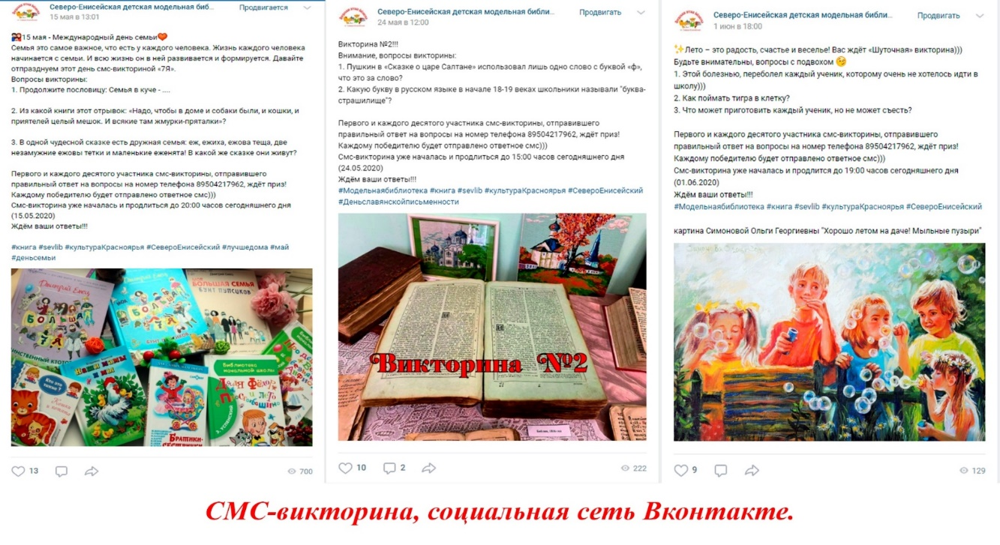 Северо-Енисейская детская модельная биб...
Продвигается
15 мая в 13:01
15 мая - Международный день семьи
Семья это самое важное, что есть у каждого человека. Жизнь каждого человека
начинается с семьи. И всю жизнь он в ней развивается и формируется. Давайте
отпразднуем этот день смс-викториной «7Я».
Вопросы викторины:
1. Продолжите пословицу: Семья в куче - ....
2. Из какой книги этот отрывок: «Надо, чтобы в доме и собаки были, и кошки, и
приятелей целый мешок. И всякие там жмурки-пряталки»?
3. В одной чудесной сказке есть дружная семья: еж, ежиха, ежова теща, две
незамужние ежовы тетки и маленькие еженята! В какой же сказке они живут?
Первого и каждого десятого участника смс-викторины, отправившего
правильный ответ на вопросы на номер телефона 89504217962, ждёт приз!
Каждому победителю будет отправлено ответное смс)))
Смс-викторина уже началась и продлиться до 20:00 часов сегодняшнего дня
(15.05.2020)
Ждём ваши ответы!!!
#книга #sevlib #культураКрасноярья #СевероЕнисейский #лучшедома #май
#деньсемьи
Дмитрий Емец
БОЛЬШАЯ СЕМЬЯ
БУНТ ПУПСИКОВ
Кто это такие?
Наши мамы и мы
Библиотека начальной школы
Дядя Фёдор
Братики-сестрички
13
700
Северо-Енисейская детская модельная библи...
Продвигать
24 мая в 12:00
Викторина №2!!!
Внимание, вопросы викторины:
1. Пушкин в «Сказке о царе Салтане» использовал лишь одно слово с буквой «ф»,
что это за слово?
2. Какую букву в русском языке в начале 18-19 веках школьники называли "буква-
страшилище"?
Первого и каждого десятого участника смс-викторины, отправившего
правильный ответ на вопросы на номер телефона 89504217962, ждёт приз!
Каждому победителю будет отправлено ответное смс)))
Смс-викторина уже началась и продлиться до 15:00 часов сегодняшнего дня
(24.05.2020)
Ждём ваши ответы!!!
#Модельнаябиблиотека #книга #sevlib #культураКрасноярья #СевероЕнисейский
#Деньславянскойписьменности
Викторина №2
10
2
222
Северо-Енисейская детская модельная библи...
Продвигать
1 июн в 18:00
Лето – это радость, счастье и веселье! Вас ждёт «Шуточная» викторина)))
Будьте внимательны, вопросы с подвохом
1. Этой болезнью, переболел каждый ученик, которому очень не хотелось идти в
школу)))
2. Как поймать тигра в клетку?
3. Что может приготовить каждый ученик, но не может съесть?
Первого и каждого десятого участника смс-викторины, отправившего
правильный ответ на вопросы на номер телефона 89504217962, ждёт приз!
Каждому победителю будет отправлено ответное смс)))
Смс-викторина уже началась и продлится до 19:00 часов сегодняшнего дня
(01.06.2020)
Ждём ваши ответы!!!
#Модельнаябиблиотека #книга #sevlib #культураКрасноярья #СевероЕнисейский
картина Симоновой Ольги Георгиевны "Хорошо летом на даче! Мыльные пузыри"
9
129
СМС-викторина, социальная сеть Вконтакте.